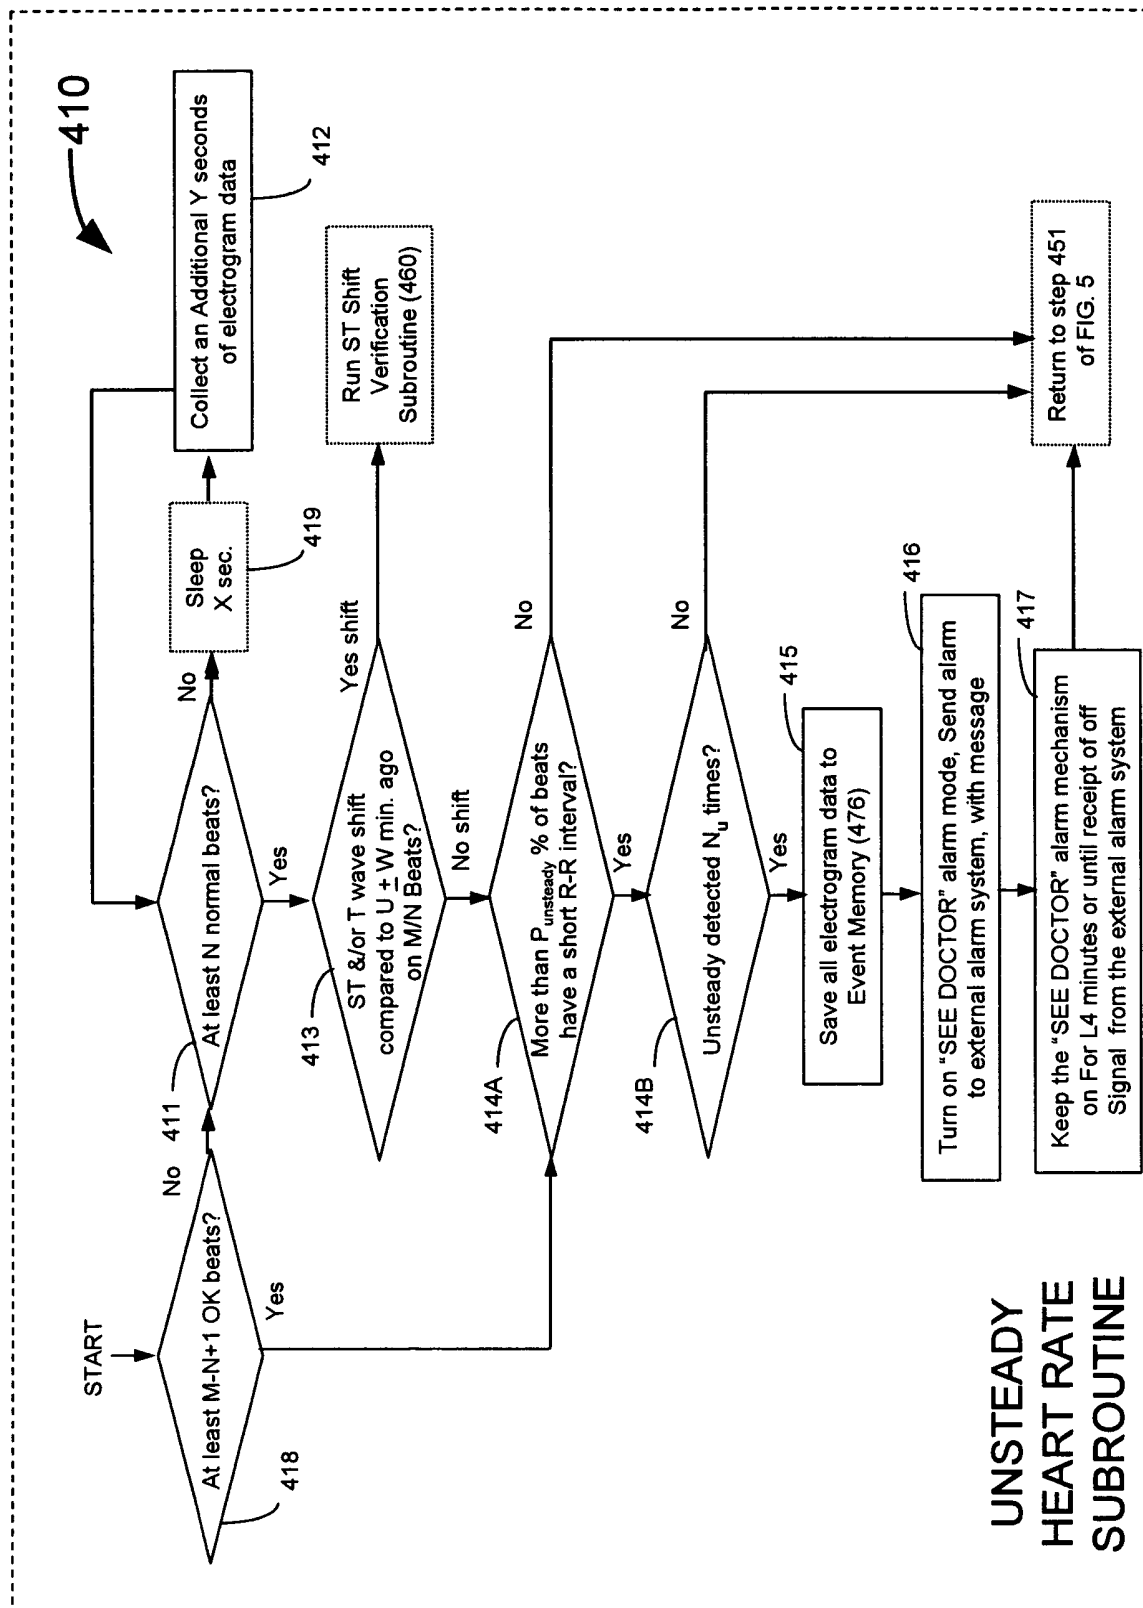 410
START
At least M-N+1 OK beats?
418
No
Yes
At least N normal beats?
411
No
Yes
Sleep
X sec.
419
Collect an Additional Y seconds
of electrogram data
412
ST &/or T wave shift
compared to U ± W min. ago
on M/N Beats?
413
Yes shift
No shift
Run ST Shift
Verification
Subroutine (460)
More than Punsteady % of beats
have a short R-R interval?
414A
No
Yes
Unsteady detected Nu times?
414B
No
Yes
Save all electrogram data to
Event Memory (476)
415
Turn on "SEE DOCTOR" alarm mode, Send alarm
to external alarm system, with message
416
Keep the "SEE DOCTOR" alarm mechanism
on For L4 minutes or until receipt of off
Signal from the external alarm system
417
Return to step 451
of FIG. 5
UNSTEADY
HEART RATE
SUBROUTINE